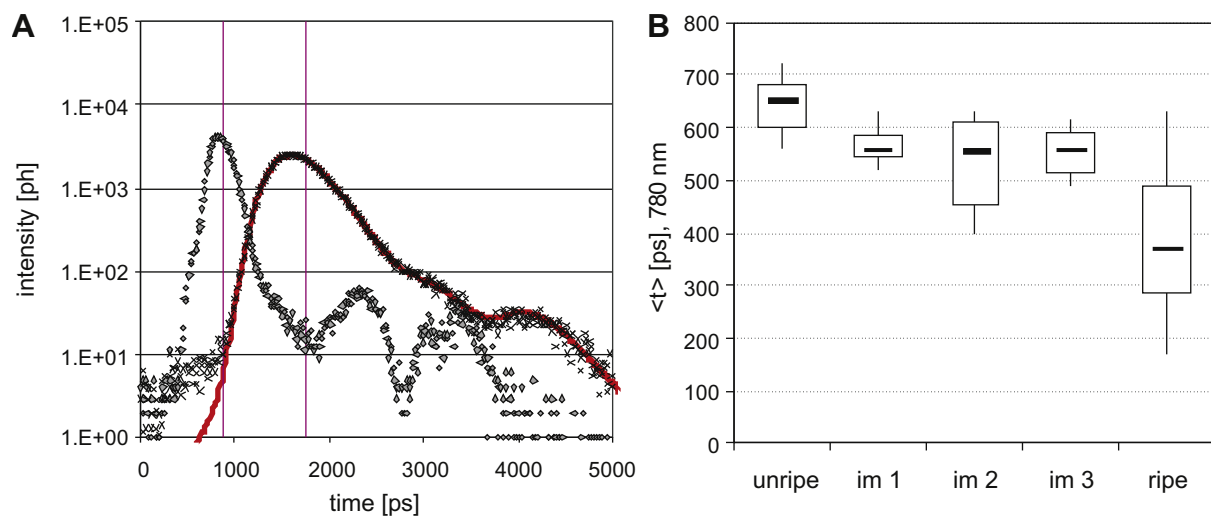 A
1.E+05
1.E+04
1.E+03
1.E+02
1.E+01
1.E+00
intensity [ph]
0 1000 2000 3000 4000 5000
time [ps]
B
800
700
600
500
400
300
200
100
0
<t> [ps], 780 nm
unripe im 1 im 2 im 3 ripe